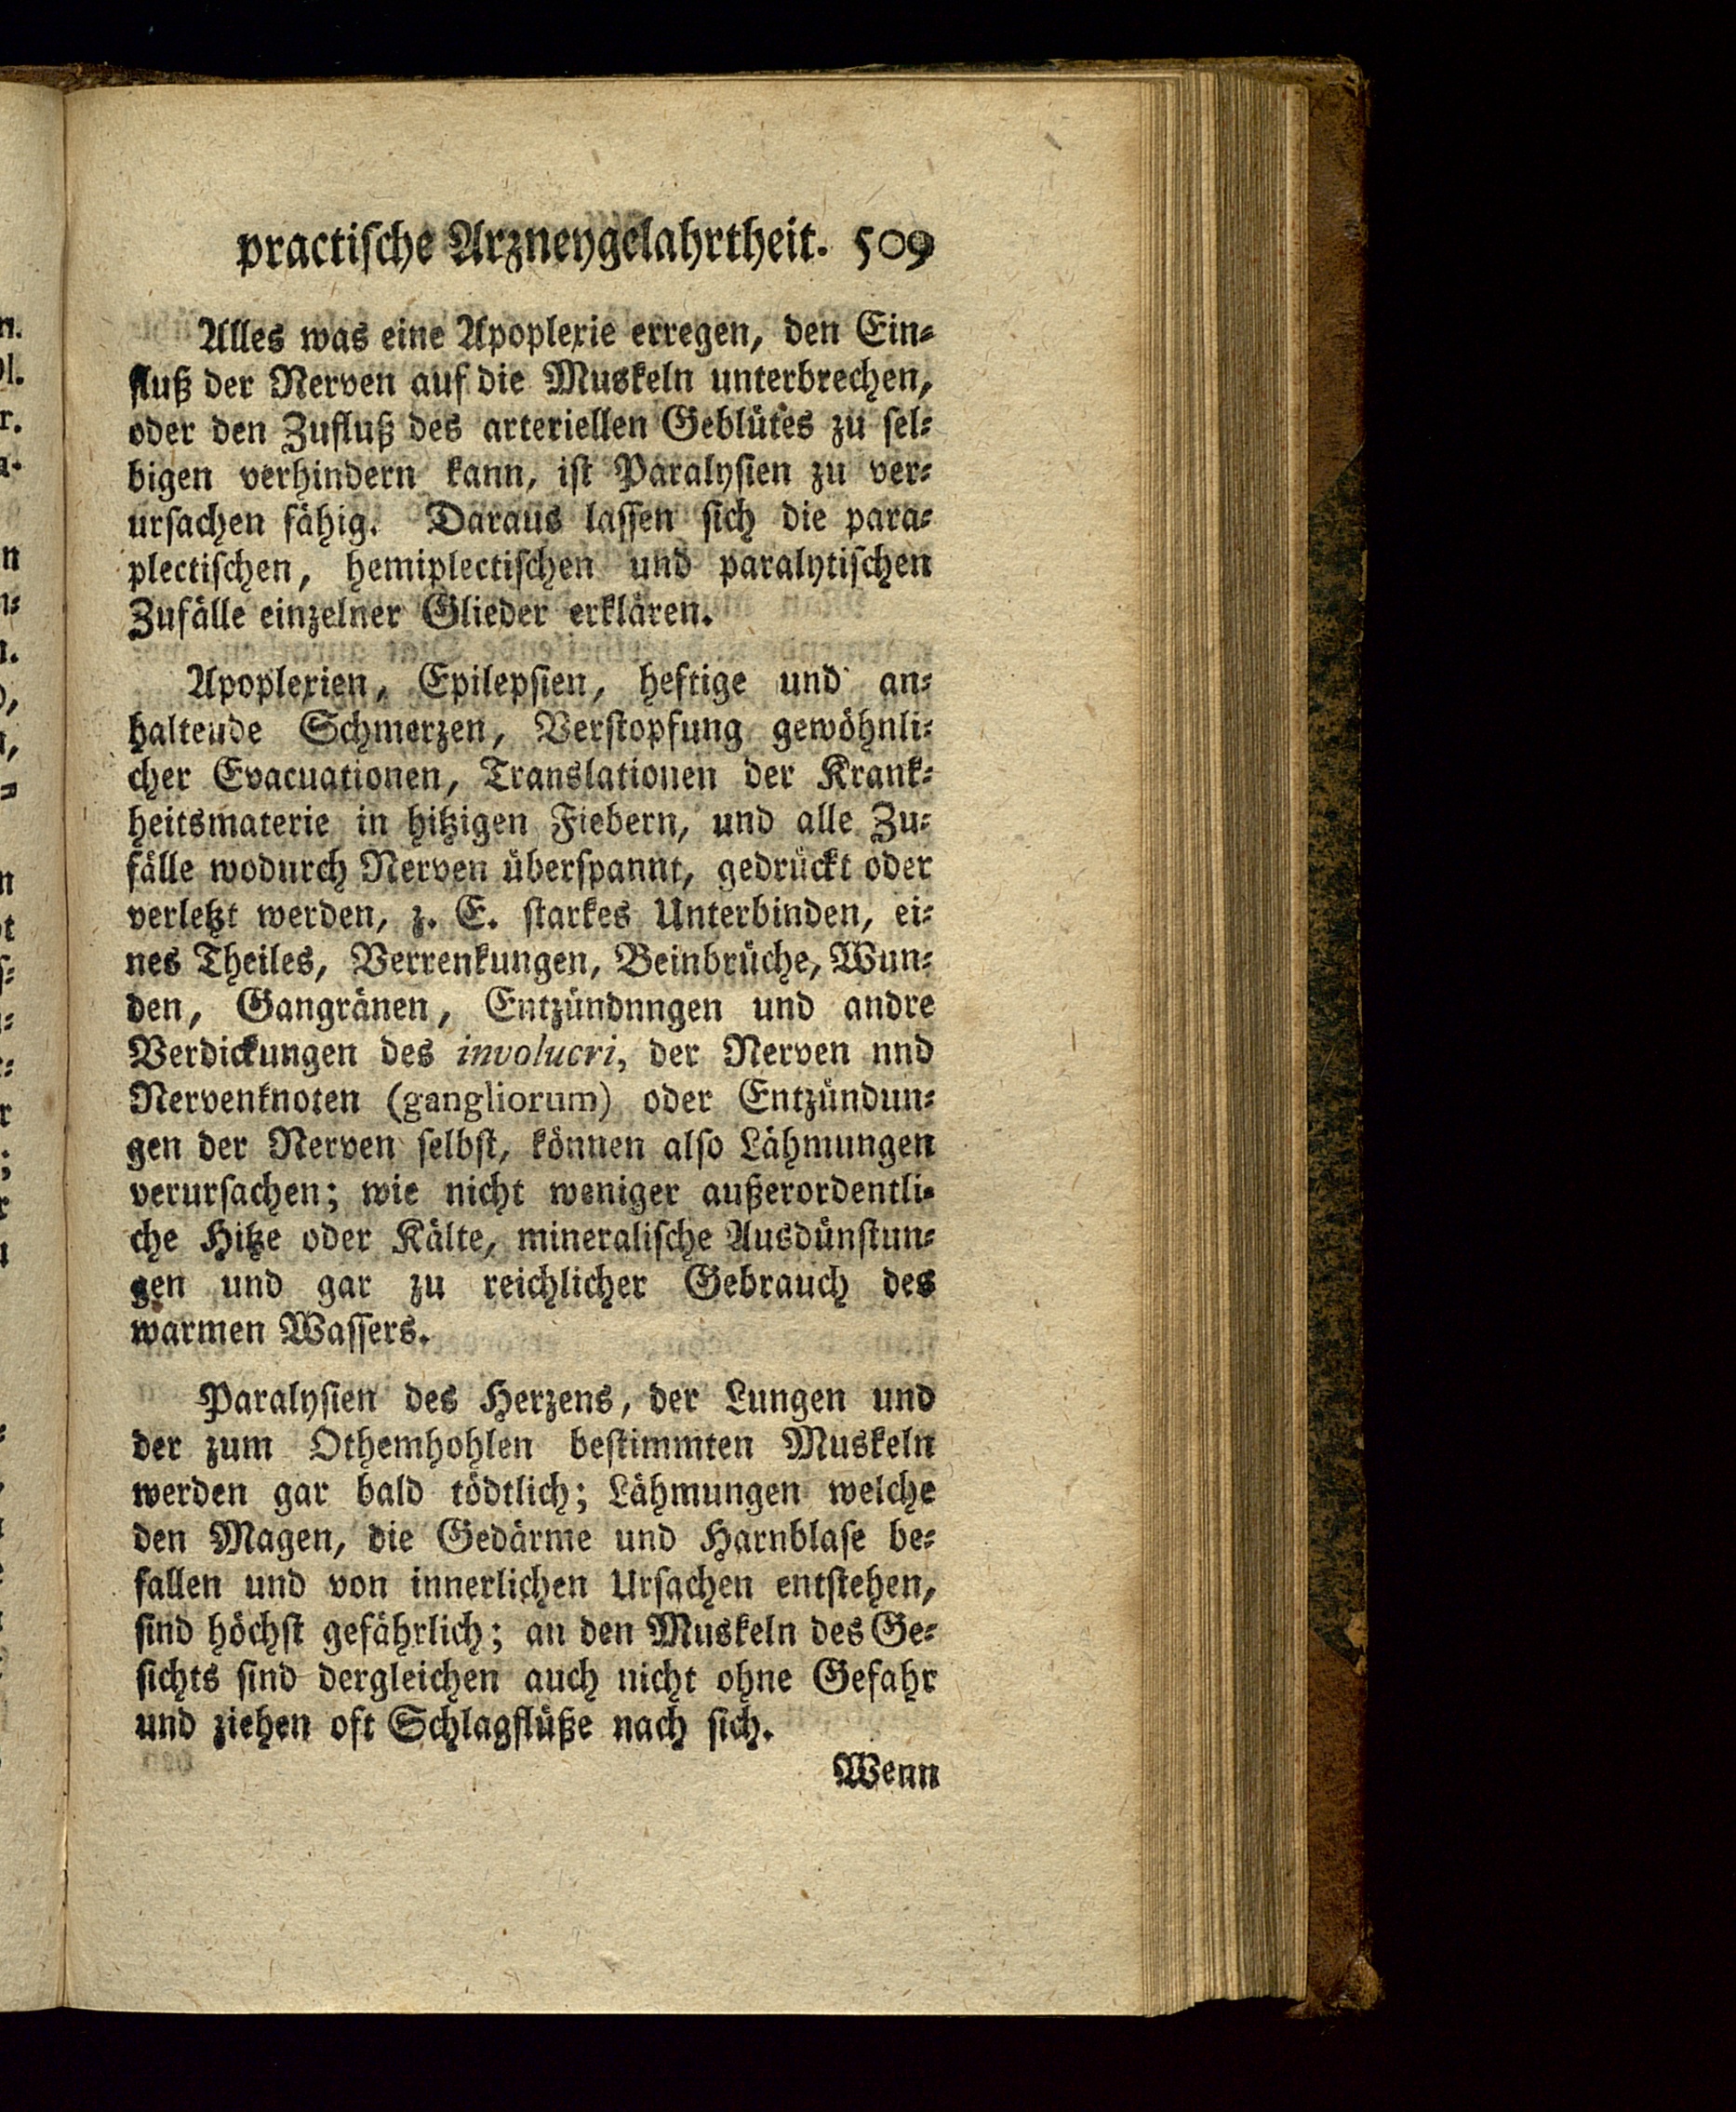 practische Arzneygelahrtheit. 509
Alles was eine Apoplexie erregen, den Ein-
fluß der Nerven auf die Muskeln unterbrechen,
oder den Zufluß des arteriellen Geblütes zu sel-
bigen verhindern kann, ist Paralysien zu ver-
ursachen fähig. Daraus lassen sich die para-
plectischen, hemiplectischen und paralytischen
Zufälle einzelner Glieder erklären.
Apoplexien, Epilepsien, heftige und an-
haltende Schmerzen, Verstopfung gewöhnli-
cher Evacuationen, Translationen der Krank-
heitsmaterie in hitzigen Fiebern, und alle Zu-
fälle wodurch Nerven überspannt, gedrückt oder
verletzt werden, z. E. starkes Unterbinden, ei-
nes Theiles, Verrenkungen, Beinbrüche, Wun-
den, Gangränen, Entzündnngen und andre
Verdickungen des involucri, der Nerven nnd
Nervenknoten (gangliorum) oder Entzündun-
gen der Nerven selbst, können also Lähmungen
verursachen; wie nicht weniger außerordentli-
che Hitze oder Kälte, mineralische Ausdünstun-
gen und gar zu reichlicher Gebrauch des
warmen Wassers.
Paralysien des Herzens, der Lungen und
der zum Othemhohlen bestimmten Muskeln
werden gar bald tödtlich; Lähmungen welche
den Magen, die Gedärme und Harnblase be-
fallen und von innerlichen Ursachen entstehen,
sind höchst gefährlich; an den Muskeln des Ge-
sichts sind dergleichen auch nicht ohne Gefahr
und ziehen oft Schlagflüße nach sich.
Wenn